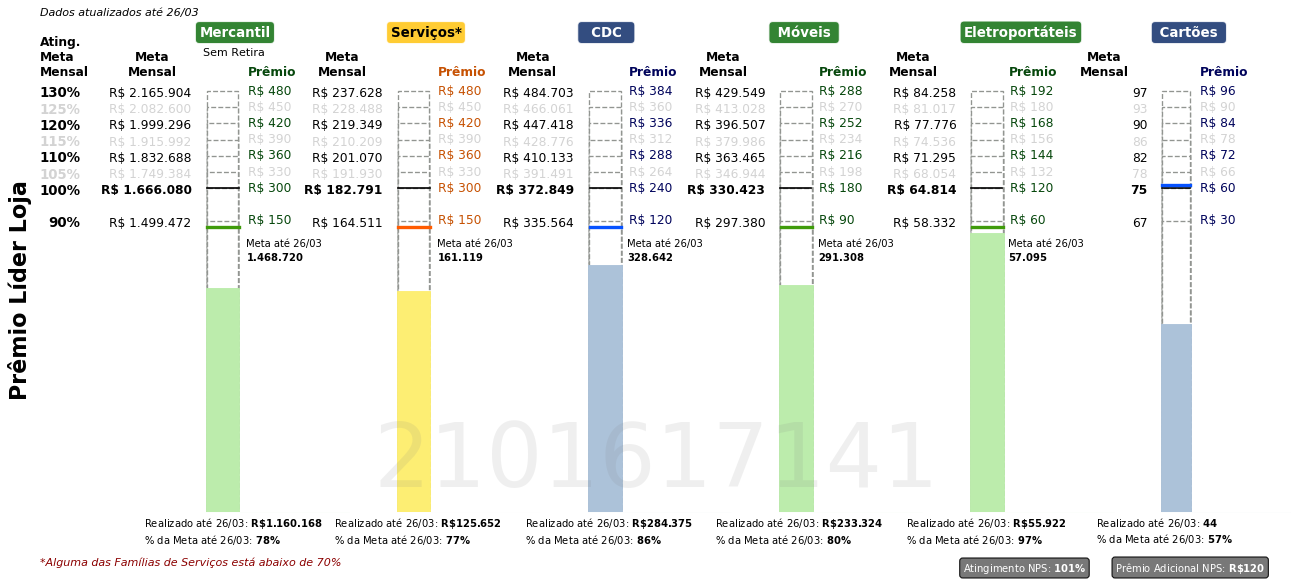 Dados atualizados até 26/03
Mercantil Serviços* CDC Móveis Eletroportáteis Cartões
Sem Retira
Ating. Meta Mensal
Meta Mensal Prêmio Meta Mensal Prêmio Meta Mensal Prêmio Meta Mensal Prêmio Meta Mensal Prêmio Meta Mensal Prêmio
130% R$ 2.165.904 R$ 480 R$ 237.628 R$ 480 R$ 484.703 R$ 384 R$ 429.549 R$ 288 R$ 84.258 R$ 192 97 R$ 96
125% R$ 2.082.600 R$ 450 R$ 228.488 R$ 450 R$ 466.061 R$ 360 R$ 413.028 R$ 270 R$ 81.017 R$ 180 93 R$ 90
120% R$ 1.999.296 R$ 420 R$ 219.349 R$ 420 R$ 447.418 R$ 336 R$ 396.507 R$ 252 R$ 77.776 R$ 168 90 R$ 84
115% R$ 1.915.992 R$ 390 R$ 210.209 R$ 390 R$ 428.776 R$ 312 R$ 379.986 R$ 234 R$ 74.536 R$ 156 86 R$ 78
110% R$ 1.832.688 R$ 360 R$ 201.070 R$ 360 R$ 410.133 R$ 288 R$ 363.465 R$ 216 R$ 71.295 R$ 144 82 R$ 72
105% R$ 1.749.384 R$ 330 R$ 191.930 R$ 330 R$ 391.491 R$ 264 R$ 346.944 R$ 198 R$ 68.054 R$ 132 78 R$ 66
100% R$ 1.666.080 R$ 300 R$ 182.791 R$ 300 R$ 372.849 R$ 240 R$ 330.423 R$ 180 R$ 64.814 R$ 120 75 R$ 60
90% R$ 1.499.472 R$ 150 R$ 164.511 R$ 150 R$ 335.564 R$ 120 R$ 297.380 R$ 90 R$ 58.332 R$ 60 67 R$ 30
Meta até 26/03 Meta até 26/03 Meta até 26/03 Meta até 26/03 Meta até 26/03
1.468.720 161.119 328.642 291.308 57.095
Prêmio Líder Loja
2101617141
Realizado até 26/03: R$1.160.168 Realizado até 26/03: R$125.652 Realizado até 26/03: R$284.375 Realizado até 26/03: R$233.324 Realizado até 26/03: R$55.922 Realizado até 26/03: 44
% da Meta até 26/03: 78% % da Meta até 26/03: 77% % da Meta até 26/03: 86% % da Meta até 26/03: 80% % da Meta até 26/03: 97% % da Meta até 26/03: 57%
*Alguma das Famílias de Serviços está abaixo de 70%
Atingimento NPS: 101% Prêmio Adicional NPS: R$120